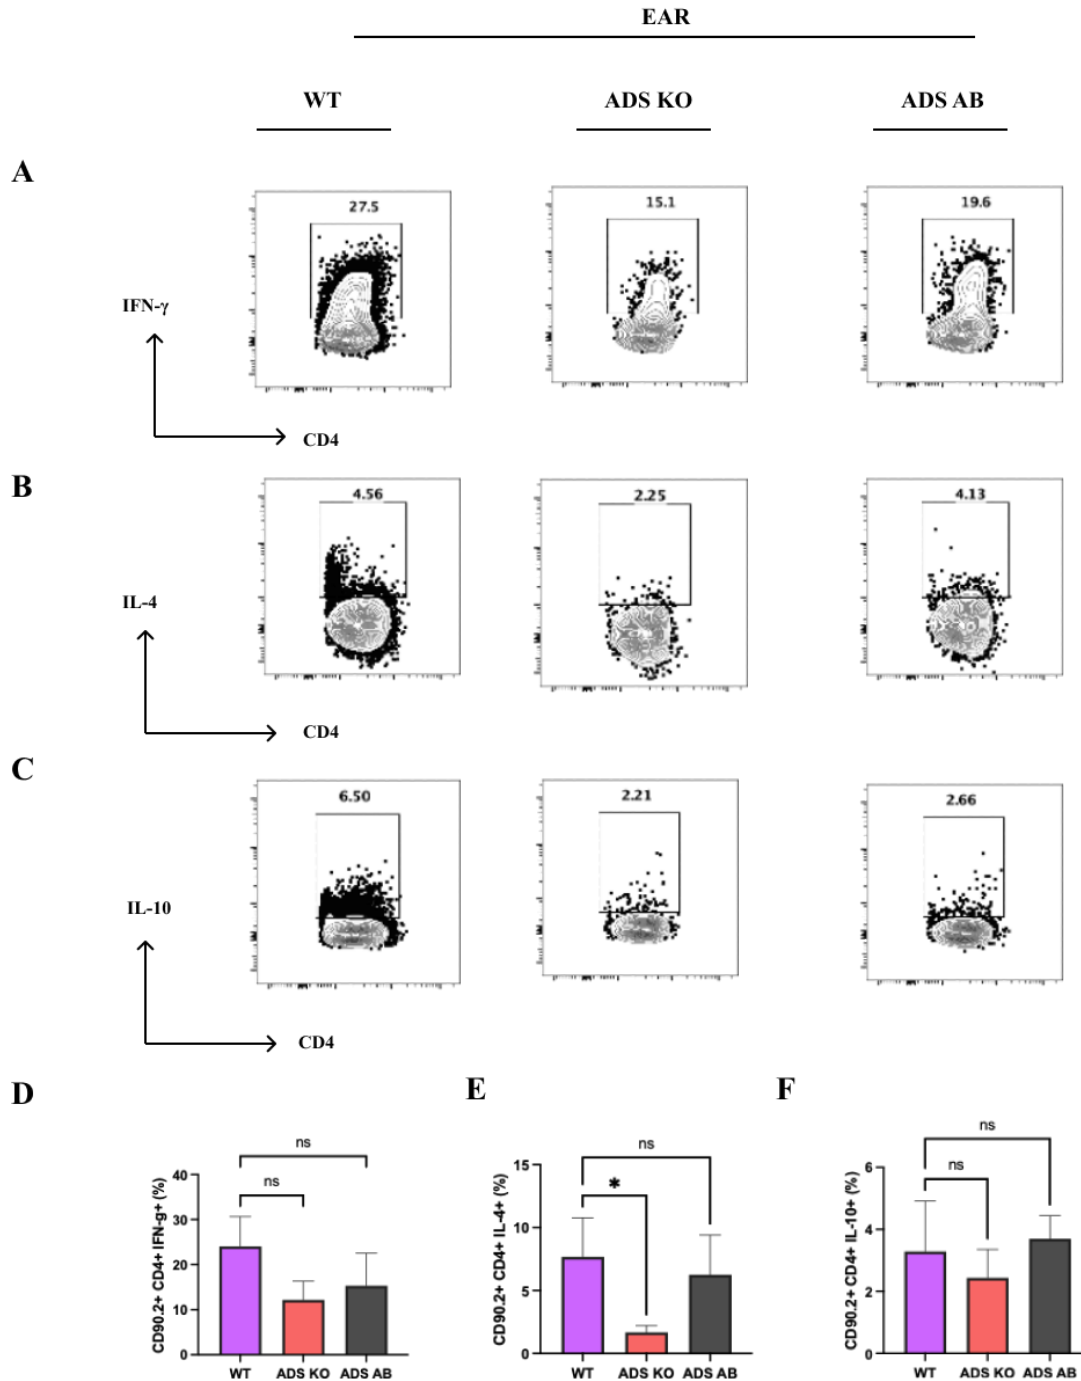 EAR
WT ADS KO ADS AB
A
27.5 15.1 19.6
IFN-γ
CD4
B
4.56 2.25 4.13
IL-4
CD4
C
6.50 2.21 2.66
IL-10
CD4
D E F
ns
ns
CD90.2+ CD4+ IFN-g+ (%)
40
30
20
10
0
WT ADS KO ADS AB
ns
*
CD90.2+ CD4+ IL-4+ (%)
15
10
5
0
WT ADS KO ADS AB
ns
ns
CD90.2+ CD4+ IL-10+ (%)
6
4
2
0
WT ADS KO ADS AB